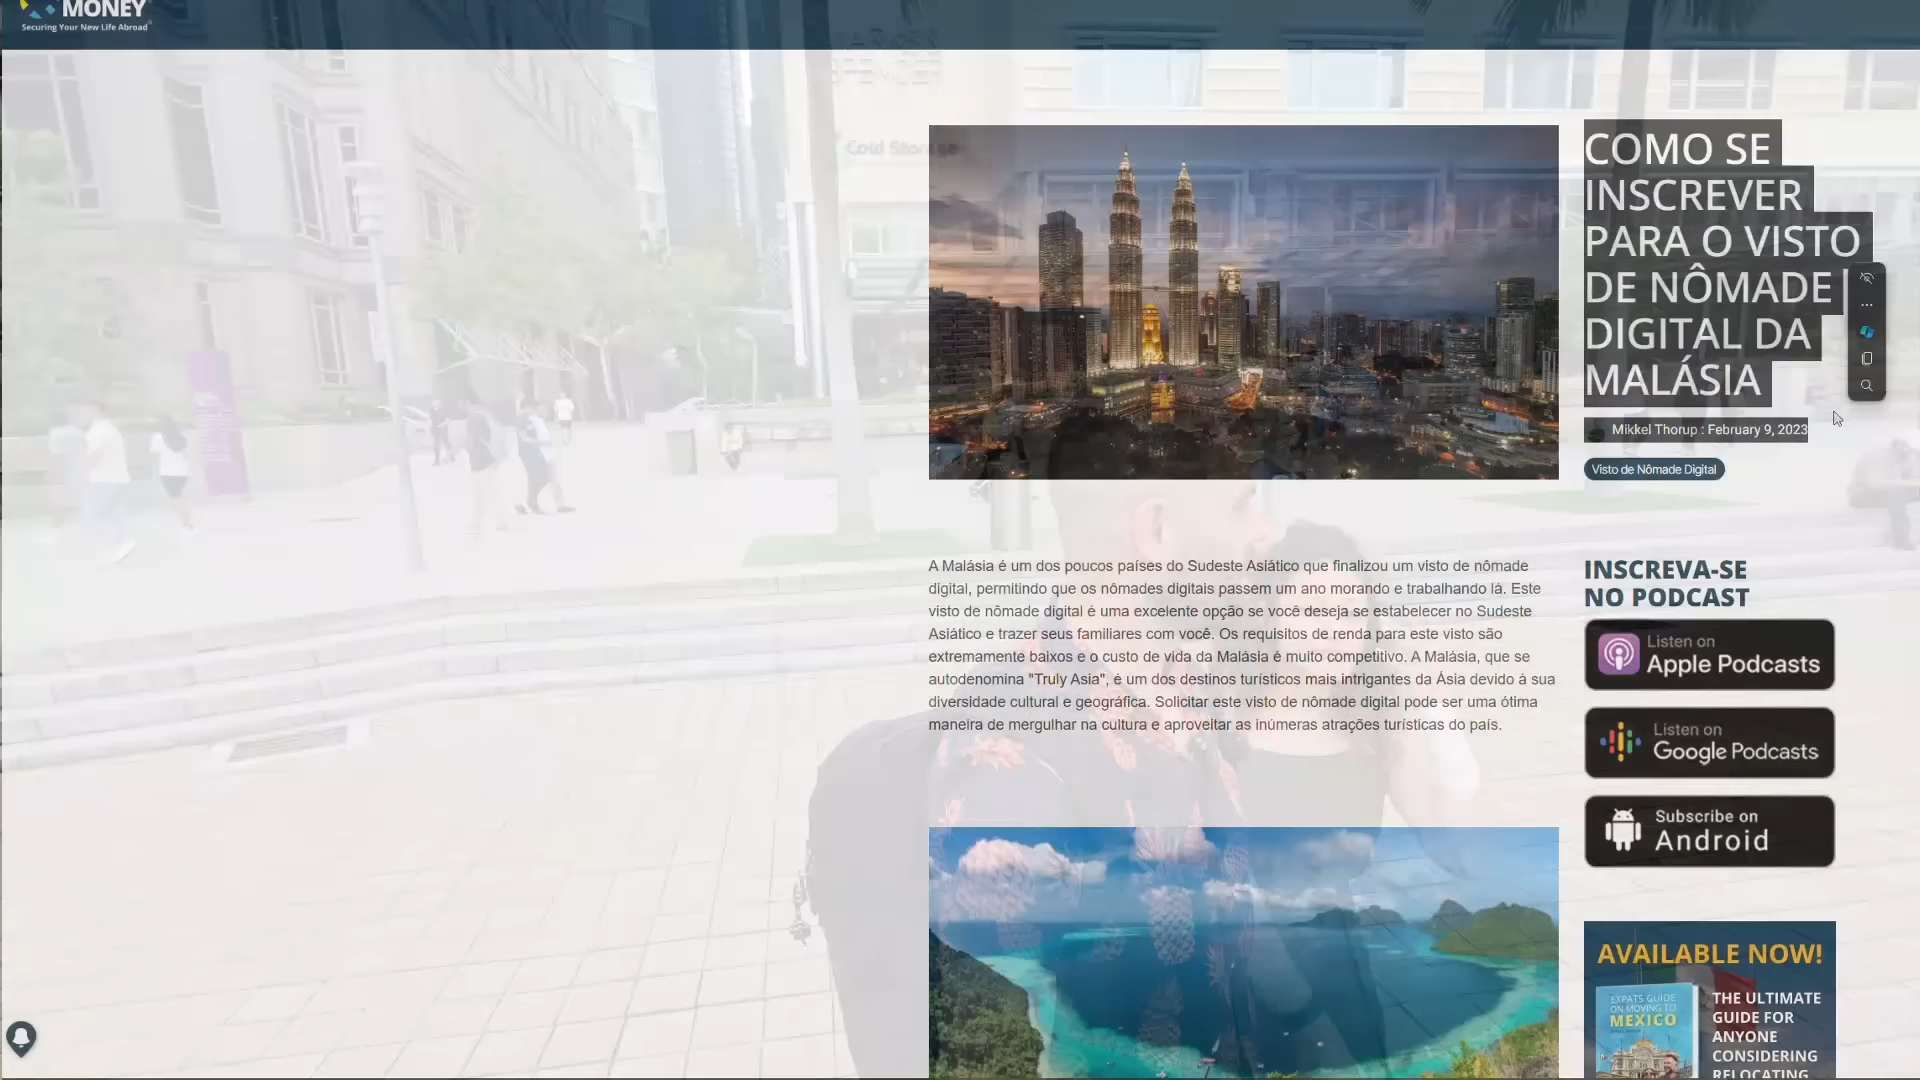 MONEY
Securing Your New Life Abroad
Cold Storage
COMO SE
INSCREVER
PARA O VISTO
DE NÔMADE
DIGITAL DA
MALÁSIA
Mikkel Thorup : February 9, 2023
Visto de Nômade Digital
A Malásia é um dos poucos países do Sudeste Asiático que finalizou um visto de nômade
digital, permitindo que os nômades digitais passem um ano morando e trabalhando lá. Este
visto de nômade digital é uma excelente opção se você deseja se estabelecer no Sudeste
Asiático e trazer seus familiares com você. Os requisitos de renda para este visto são
extremamente baixos e o custo de vida da Malásia é muito competitivo. A Malásia, que se
autodenomina "Truly Asia", é um dos destinos turísticos mais intrigantes da Ásia devido à sua
diversidade cultural e geográfica. Solicitar este visto de nômade digital pode ser uma ótima
maneira de mergulhar na cultura e aproveitar as inúmeras atrações turísticas do país.
INSCREVA-SE
NO PODCAST
Listen on
Apple Podcasts
Listen on
Google Podcasts
Subscribe on
Android
AVAILABLE NOW!
EXPATS GUIDE
ON MOVING TO
MEXICO
THE ULTIMATE
GUIDE FOR
ANYONE
CONSIDERING
RELOCATING